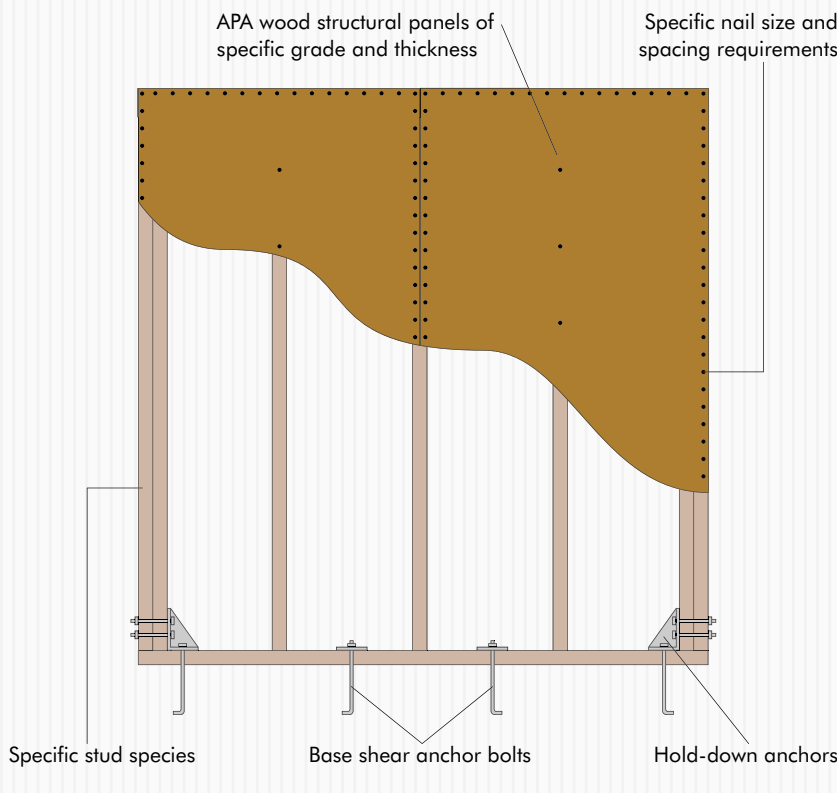 APA wood structural panels of
specific grade and thickness
Specific nail size and
spacing requirements
Specific stud species
Base shear anchor bolts
Hold-down anchors